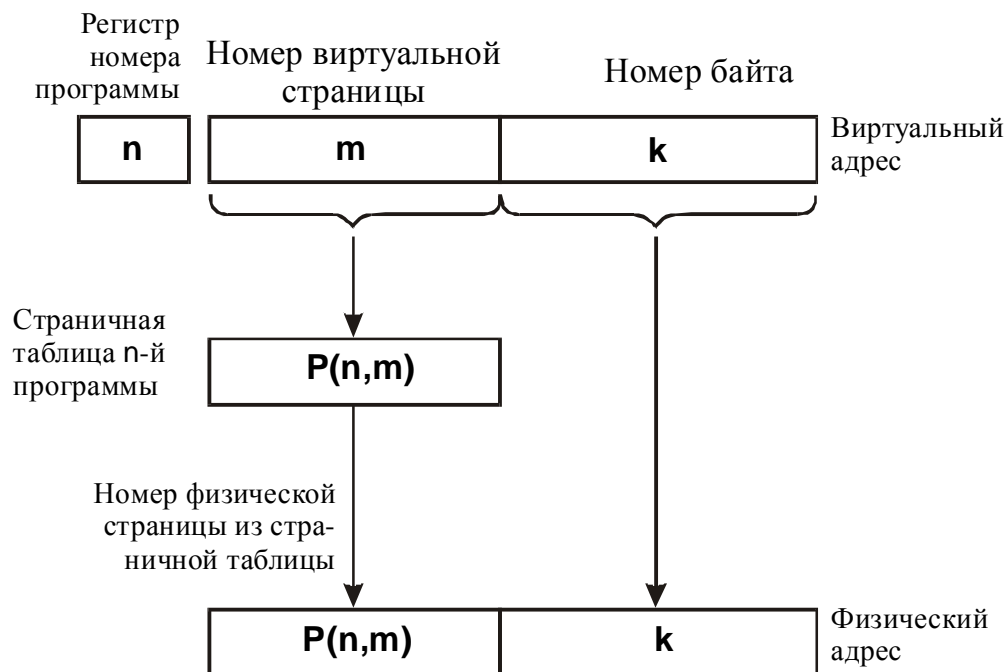 Регистр
номера
программы
Номер виртуальной
страницы
Номер байта
n
m
k
Виртуальный
адрес
Страничная
таблица n-й
программы
P(n,m)
Номер физической
страницы из стра-
ничной таблицы
P(n,m)
k
Физический
адрес